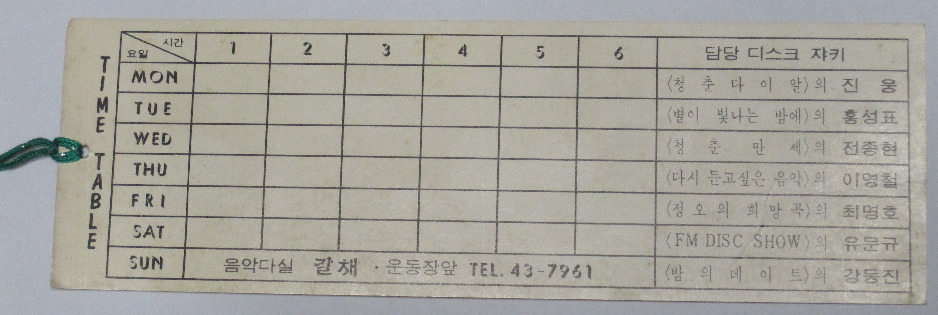 TIME TABLE
요일 시간 1 2 3 4 5 6 담당 디스크 쟈키
MON 〈청춘다이알〉의 진 웅
TUE 〈별이 빛나는 밤에〉의 홍성표
WED 〈청춘만세〉의 전종현
THU 〈다시 듣고싶은 음악〉의 이영철
FRI 〈정오의 희망곡〉의 최명호
SAT 〈FM DISC SHOW〉의 유문규
SUN 음악다실 갈채 · 운동장앞 TEL. 43-7961 〈밤의 데이트〉의 강동진